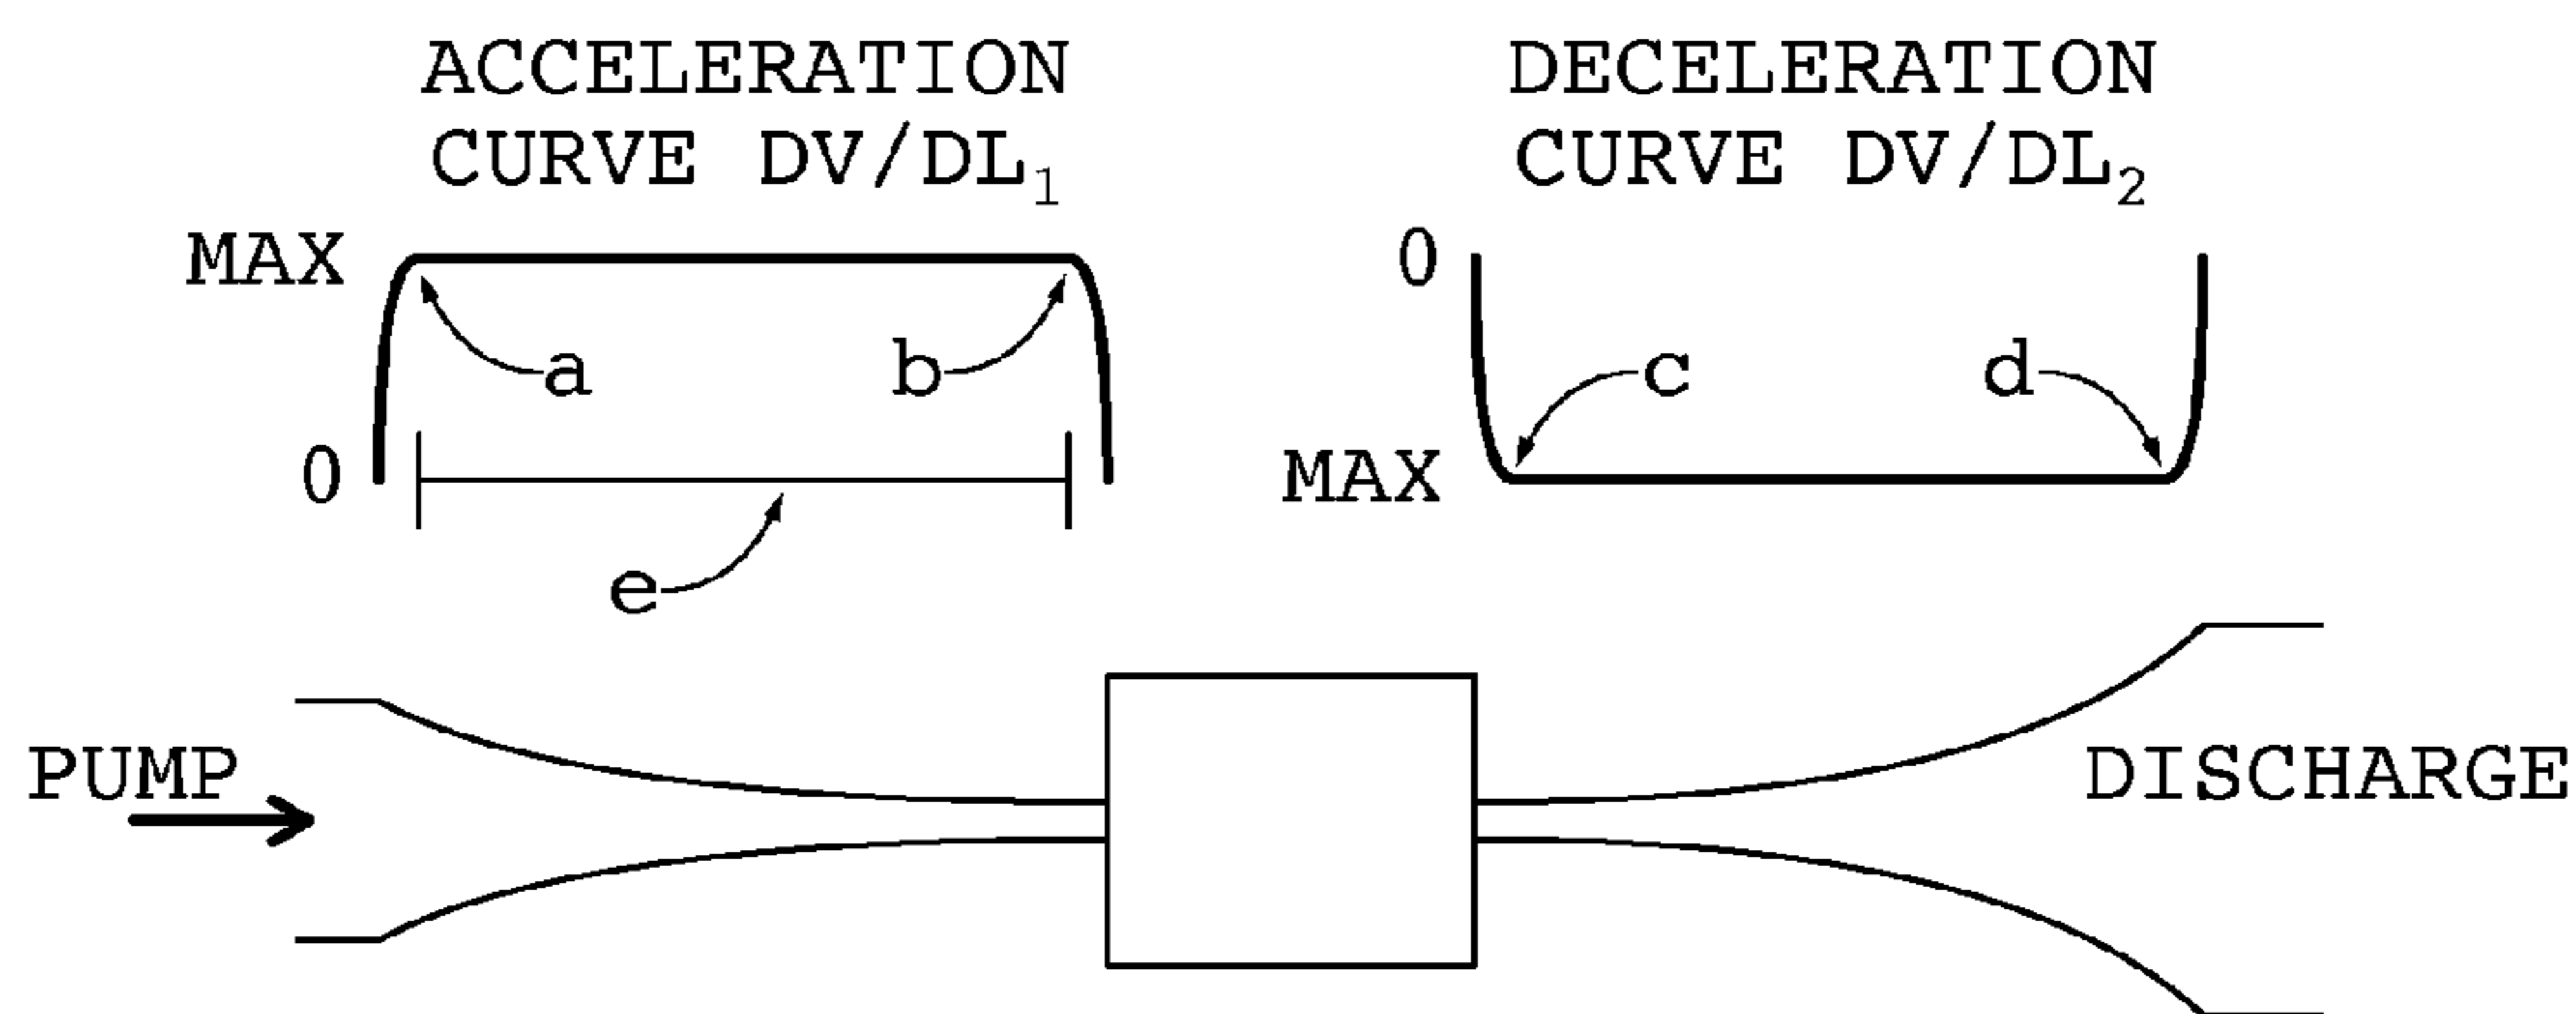 ACCELERATION
CURVE DV/DL₁
DECELERATION
CURVE DV/DL₂
MAX
0
a
b
e
0
MAX
c
d
PUMP
DISCHARGE